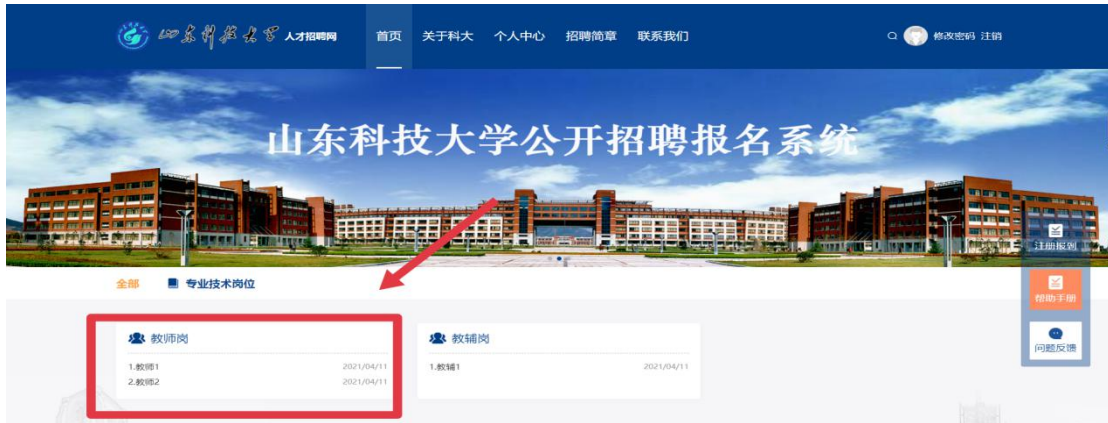 山东科技大学 人才招聘网 首页 关于科大 个人中心 招聘简章 联系我们 修改密码 注销
山东科技大学公开招聘报名系统
注册报到
全部 专业技术岗位
帮助手册
教师岗
1.教师1 2021/04/11
2.教师2 2021/04/11
教辅岗
1.教辅1 2021/04/11
问题反馈